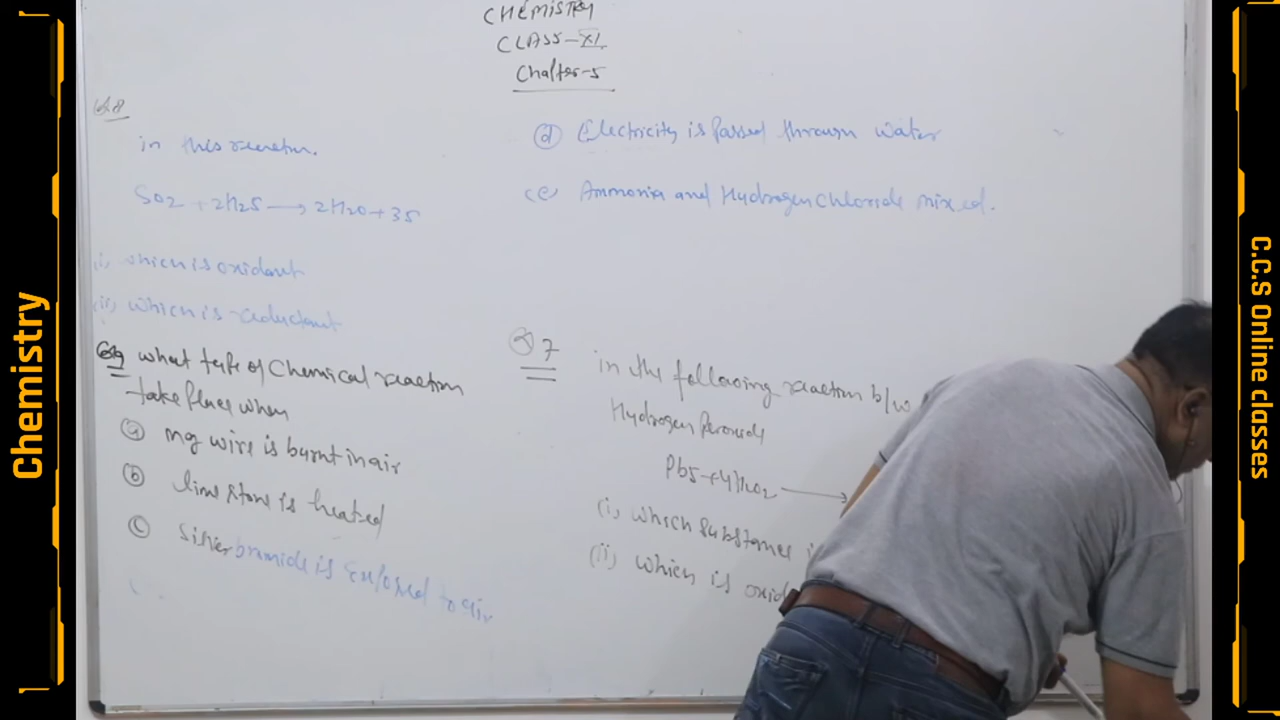 CHEMISTRY
CLASS-XI
Chapter-5
Q.8
in this reaction.
SO2 + 2H2S → 2H2O + 3S
(i) which is oxidant
(ii) which is reductant
Q9 what type of Chemical reaction
take place when
(a) mg wire is burnt in air
(b) lime stone is heated
(c) Silver bromide is Exposed to air
(d) Electricity is passed through water
(e) Ammonia and Hydrogen Chloride mixed.
Q 7
in the following reaction b/w
Hydrogen Peroxide
PbS + 4H2O2 →
(i) which substance
(ii) which is oxid
Chemistry
C.C.S Online classes